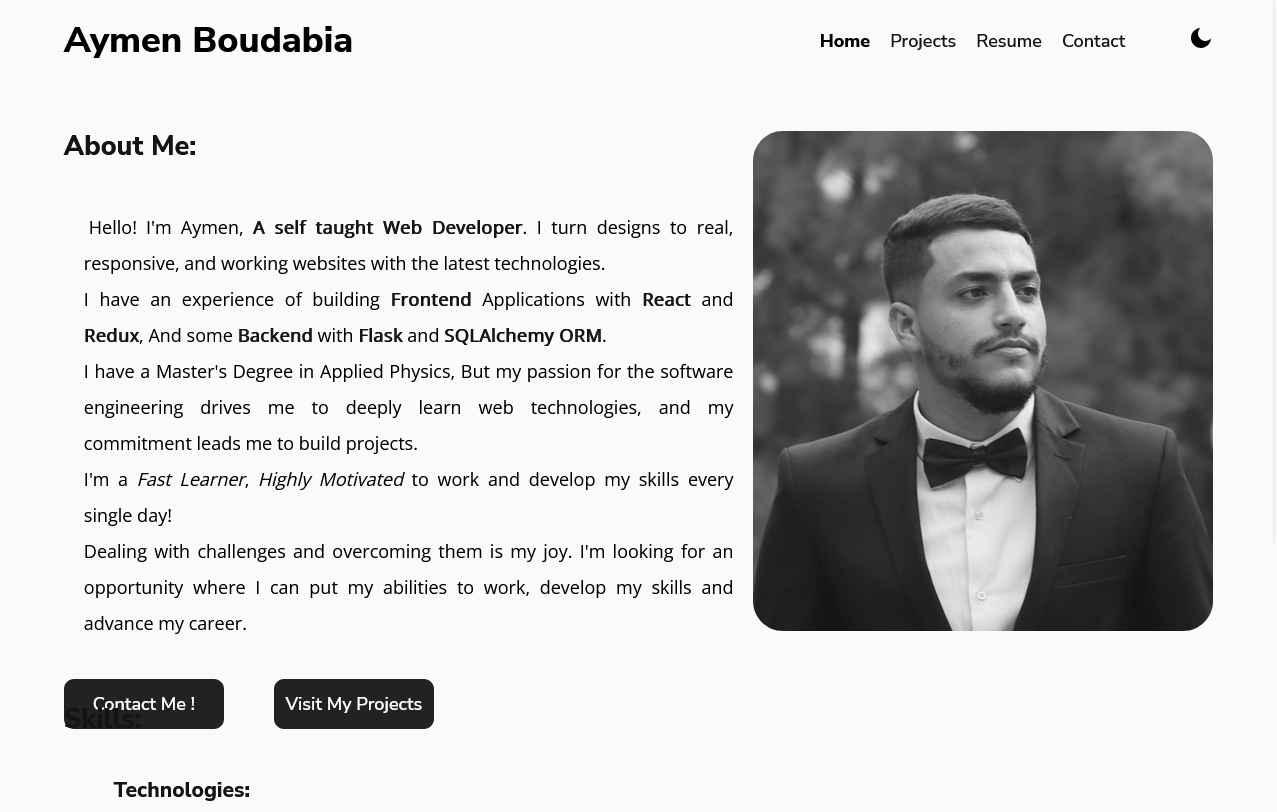 Aymen Boudabia
Home Projects Resume Contact
About Me:
Hello! I'm Aymen, A self taught Web Developer. I turn designs to real,
responsive, and working websites with the latest technologies.
I have an experience of building Frontend Applications with React and
Redux, And some Backend with Flask and SQLAlchemy ORM.
I have a Master's Degree in Applied Physics, But my passion for the software
engineering drives me to deeply learn web technologies, and my
commitment leads me to build projects.
I'm a Fast Learner, Highly Motivated to work and develop my skills every
single day!
Dealing with challenges and overcoming them is my joy. I'm looking for an
opportunity where I can put my abilities to work, develop my skills and
advance my career.
Contact Me ! Visit My Projects
Skills:
Technologies: